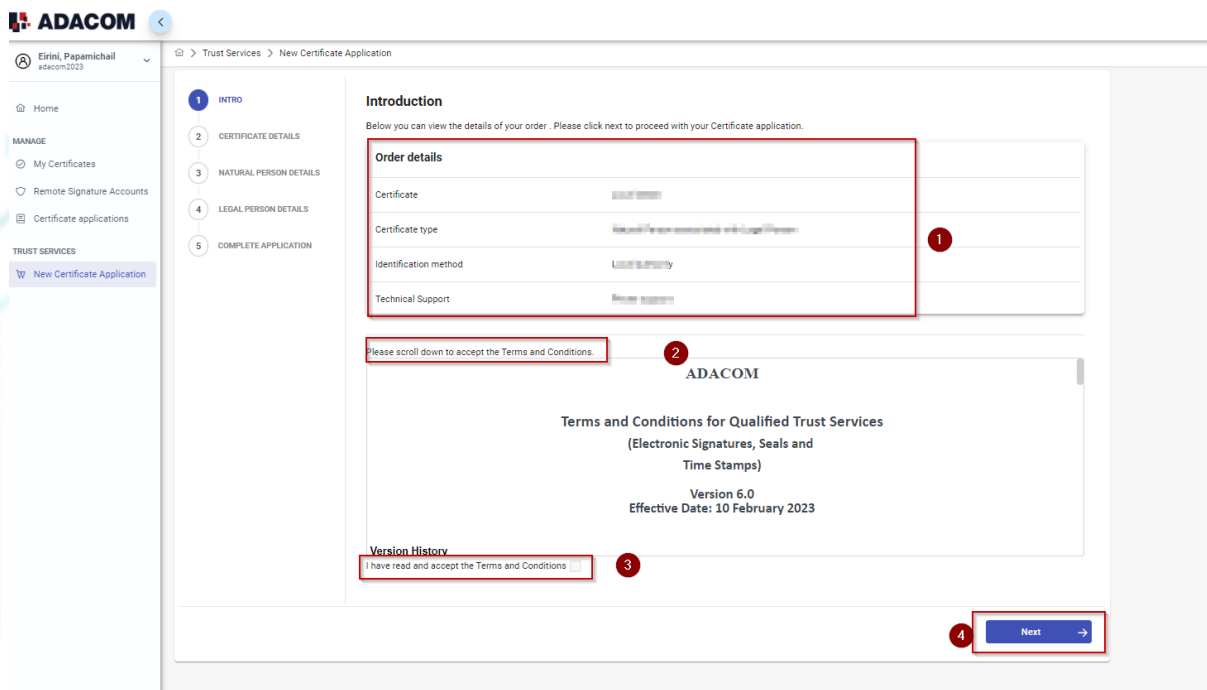 ADACOM
Eirini, Papamichail
adacom2023
Home
MANAGE
My Certificates
Remote Signature Accounts
Certificate applications
TRUST SERVICES
New Certificate Application
Trust Services > New Certificate Application
1 INTRO
2 CERTIFICATE DETAILS
3 NATURAL PERSON DETAILS
4 LEGAL PERSON DETAILS
5 COMPLETE APPLICATION
Introduction
Below you can view the details of your order . Please click next to proceed with your Certificate application.
Order details
Certificate
Certificate type
Identification method
Technical Support
1
Please scroll down to accept the Terms and Conditions.
2
ADACOM
Terms and Conditions for Qualified Trust Services
(Electronic Signatures, Seals and
Time Stamps)
Version 6.0
Effective Date: 10 February 2023
Version History
I have read and accept the Terms and Conditions
3
4
Next